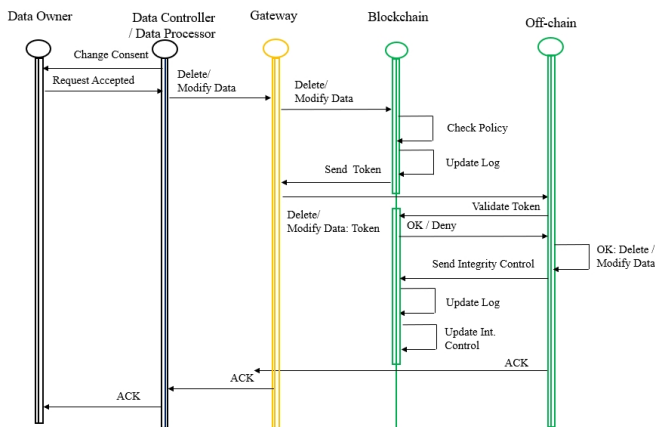 Data Owner
Data Controller
/ Data Processor
Gateway
Blockchain
Off-chain
Change Consent
Request Accepted
Delete/
Modify Data
Delete/
Modify Data
Check Policy
Update Log
Send Token
Validate Token
Delete/
Modify Data: Token
OK / Deny
OK: Delete /
Modify Data
Send Integrity Control
Update Log
Update Int.
Control
ACK
ACK
ACK